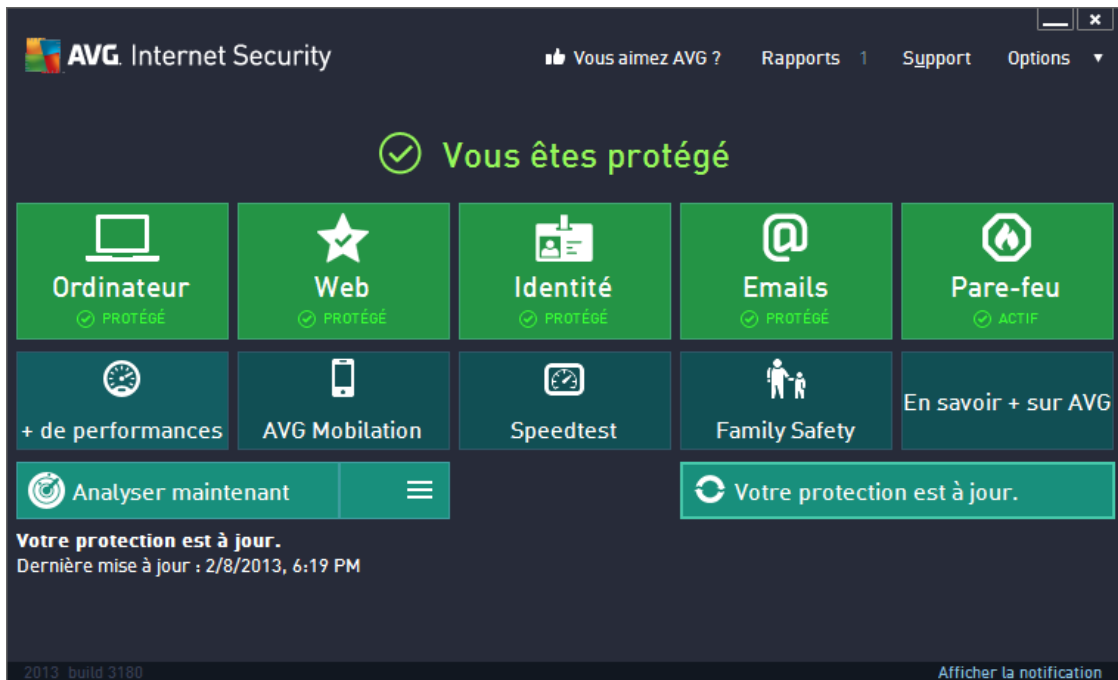 AVG. Internet Security
Vous aimez AVG ? Rapports 1 Support Options
Vous êtes protégé
Ordinateur
PROTÉGÉ
Web
PROTÉGÉ
Identité
PROTÉGÉ
Emails
PROTÉGÉ
Pare-feu
ACTIF
+ de performances
AVG Mobilation
Speedtest
Family Safety
En savoir + sur AVG
Analyser maintenant
Votre protection est à jour.
Votre protection est à jour.
Dernière mise à jour : 2/8/2013, 6:19 PM
2013 build 3180
Afficher la notification